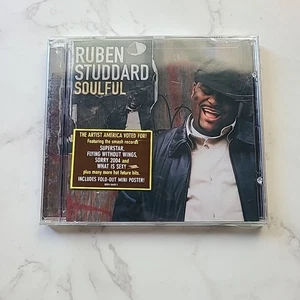 RUBEN
STUDDARD
SOULFUL
THE ARTIST AMERICA VOTED FOR!
Featuring the smash records
SUPERSTAR,
FLYING WITHOUT WINGS,
SORRY 2004 and
WHAT IS SEXY
plus many more hot future hits.
INCLUDES FOLD-OUT MINI POSTER!